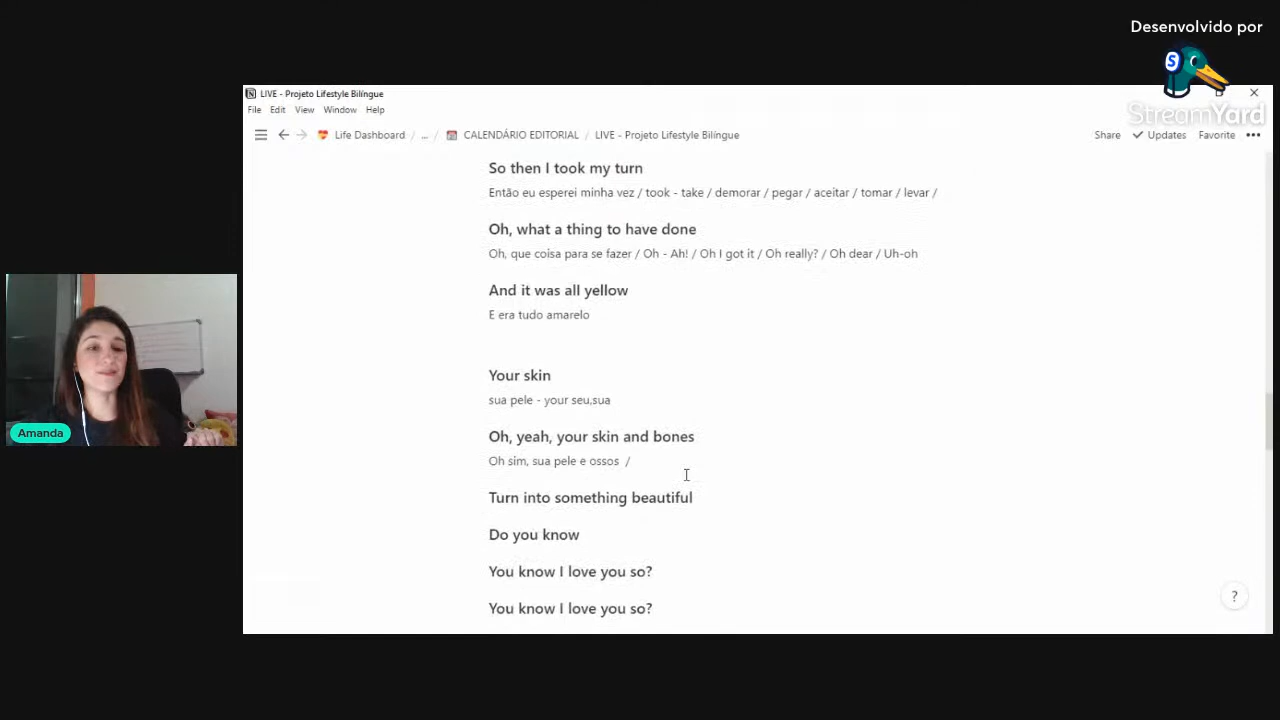 Desenvolvido por
S
StreamYard
LIVE - Projeto Lifestyle Bilíngue
File Edit View Window Help
Life Dashboard / ... / CALENDÁRIO EDITORIAL / LIVE - Projeto Lifestyle Bilíngue
Share Updates Favorite •••
So then I took my turn
Então eu esperei minha vez / took - take / demorar / pegar / aceitar / tomar / levar /
Oh, what a thing to have done
Oh, que coisa para se fazer / Oh - Ah! / Oh I got it / Oh really? / Oh dear / Uh-oh
And it was all yellow
E era tudo amarelo
Your skin
sua pele - your seu,sua
Oh, yeah, your skin and bones
Oh sim, sua pele e ossos /
Turn into something beautiful
Do you know
You know I love you so?
You know I love you so?
?
Amanda